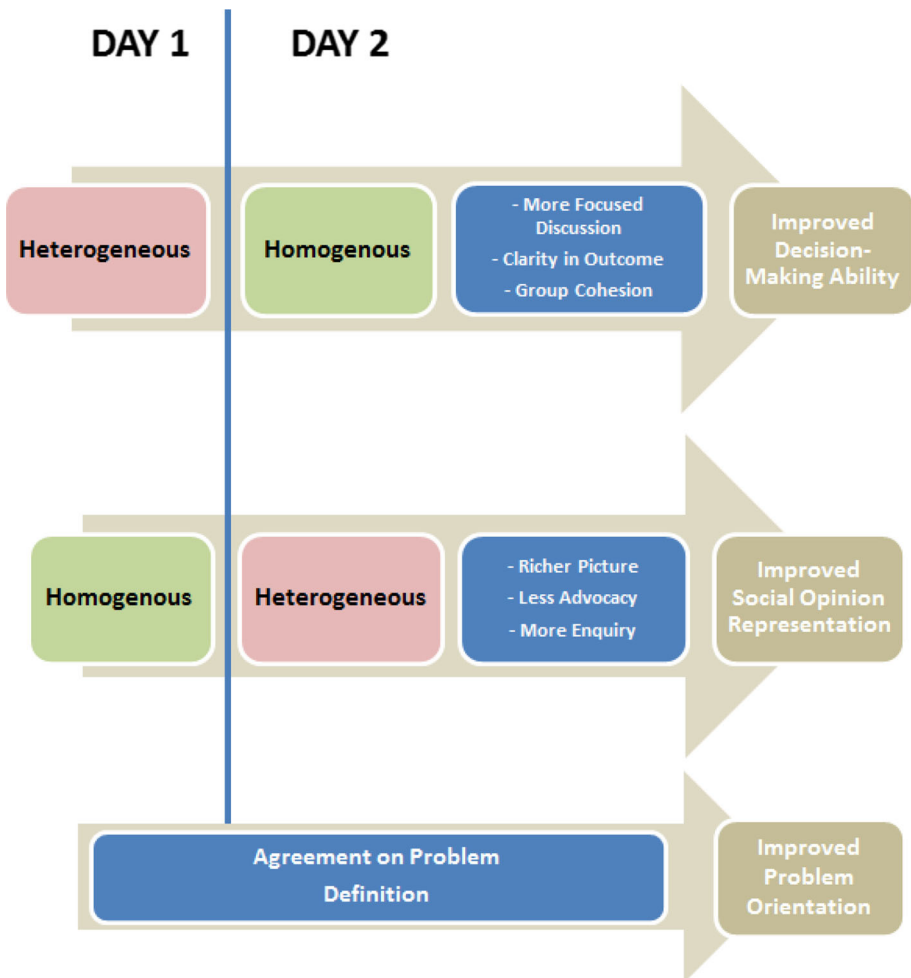 DAY 1
DAY 2
Heterogeneous
Homogenous
- More Focused
Discussion
- Clarity in Outcome
- Group Cohesion
Improved
Decision-
Making Ability
Homogenous
Heterogeneous
- Richer Picture
- Less Advocacy
- More Enquiry
Improved
Social Opinion
Representation
Agreement on Problem
Definition
Improved
Problem
Orientation